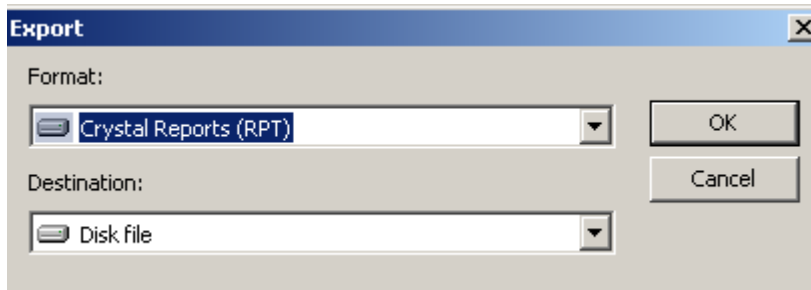 Export
Format:
Crystal Reports (RPT)
OK
Destination:
Cancel
Disk file